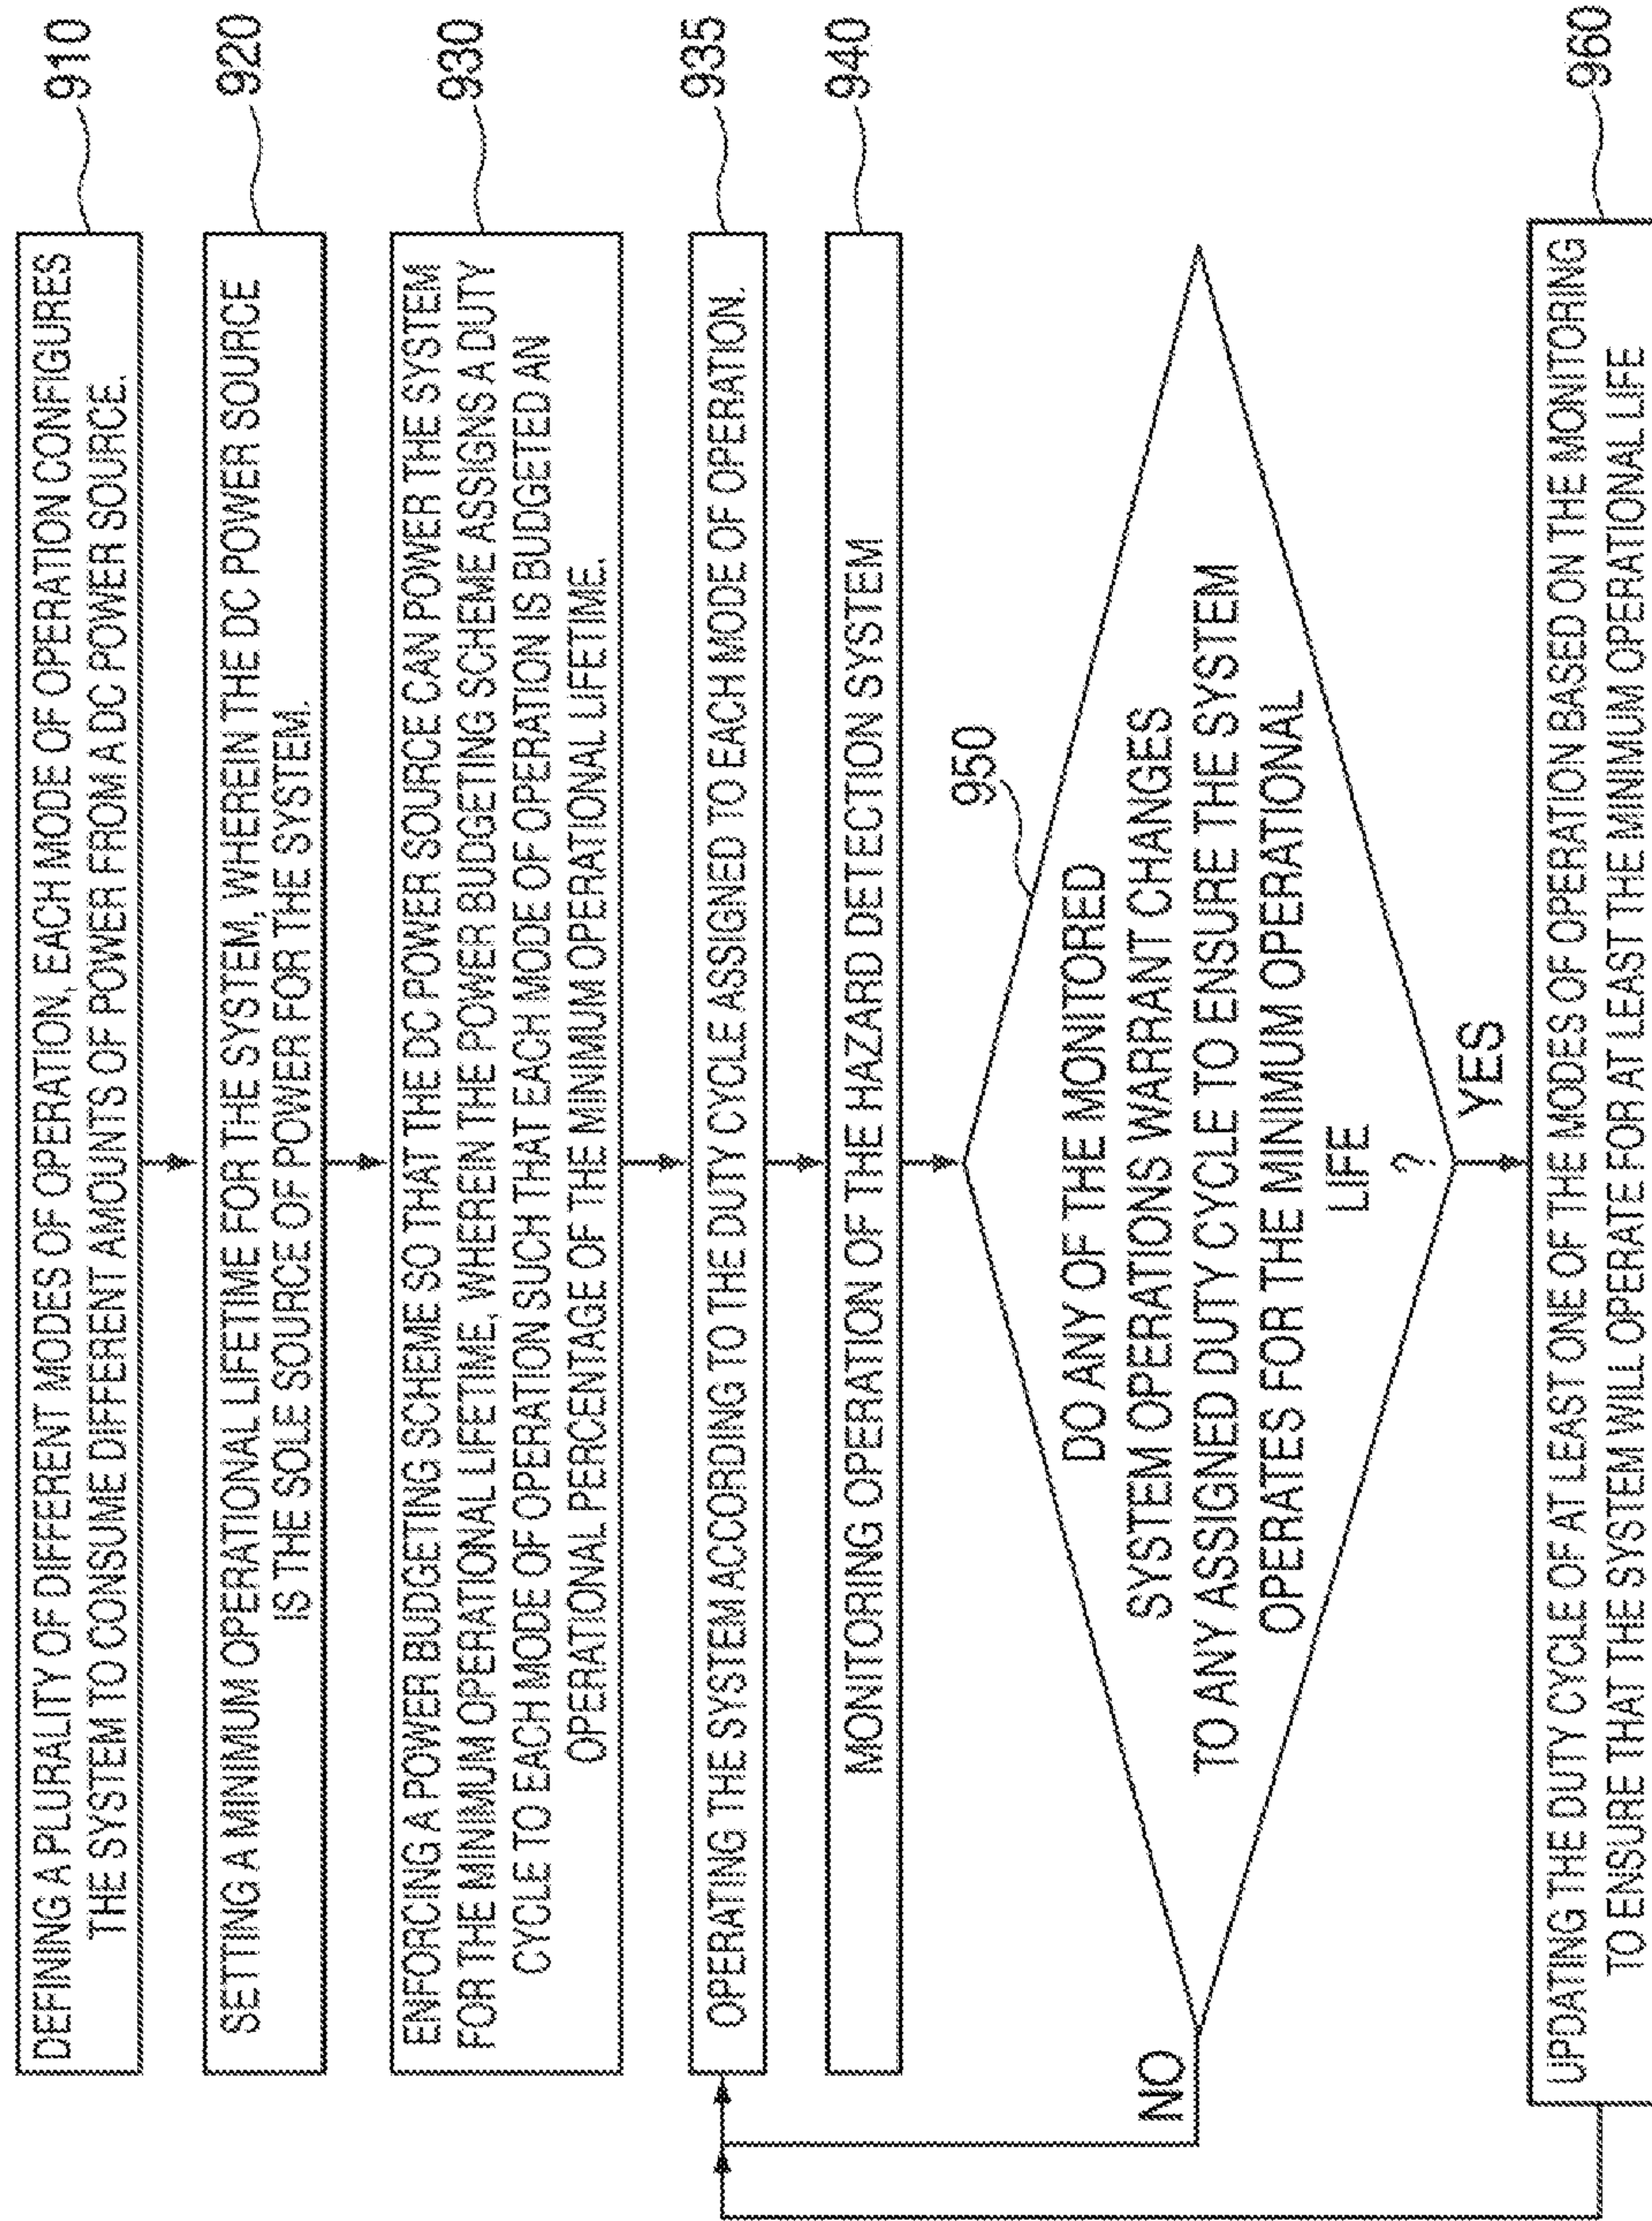 DEFINING A PLURALITY OF DIFFERENT MODES OF OPERATION, EACH MODE OF OPERATION CONFIGURES
THE SYSTEM TO CONSUME DIFFERENT AMOUNTS OF POWER FROM A DC POWER SOURCE.
910
SETTING A MINIMUM OPERATIONAL LIFETIME FOR THE SYSTEM, WHEREIN THE DC POWER SOURCE
IS THE SOLE SOURCE OF POWER FOR THE SYSTEM.
920
ENFORCING A POWER BUDGETING SCHEME SO THAT THE DC POWER SOURCE CAN POWER THE SYSTEM
FOR THE MINIMUM OPERATIONAL LIFETIME, WHEREIN THE POWER BUDGETING SCHEME ASSIGNS A DUTY
CYCLE TO EACH MODE OF OPERATION SUCH THAT EACH MODE OF OPERATION IS BUDGETED AN
OPERATIONAL PERCENTAGE OF THE MINIMUM OPERATIONAL LIFETIME.
930
OPERATING THE SYSTEM ACCORDING TO THE DUTY CYCLE ASSIGNED TO EACH MODE OF OPERATION.
935
MONITORING OPERATION OF THE HAZARD DETECTION SYSTEM
940
950
DO ANY OF THE MONITORED
SYSTEM OPERATIONS WARRANT CHANGES
TO ANY ASSIGNED DUTY CYCLE TO ENSURE THE SYSTEM
OPERATES FOR THE MINIMUM OPERATIONAL
LIFE
?
NO
YES
UPDATING THE DUTY CYCLE OF AT LEAST ONE OF THE MODES OF OPERATION BASED ON THE MONITORING
TO ENSURE THAT THE SYSTEM WILL OPERATE FOR AT LEAST THE MINIMUM OPERATIONAL LIFE
960